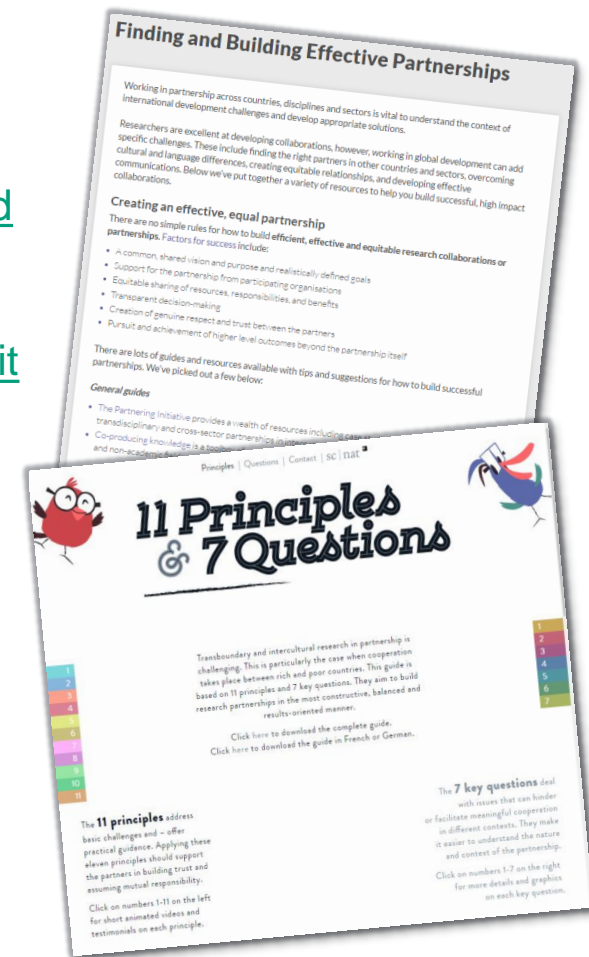 d
it
Finding and Building Effective Partnerships
Working in partnership across countries, disciplines and sectors is vital to understand the context of
international development challenges and develop appropriate solutions.
Researchers are excellent at developing collaborations, however, working in global development can add
specific challenges. These include finding the right partners in other countries and sectors, overcoming
cultural and language differences, creating equitable relationships, and developing effective
communications. Below we've put together a variety of resources to help you build successful, high impact
collaborations.
Creating an effective, equal partnership
There are no simple rules for how to build efficient, effective and equitable research collaborations or
partnerships. Factors for success include:
• A common, shared vision and purpose and realistically defined goals
• Support for the partnership from participating organisations
• Equitable sharing of resources, responsibilities, and benefits
• Transparent decision-making
• Creation of genuine respect and trust between the partners
• Pursuit and achievement of higher level outcomes beyond the partnership itself
There are lots of guides and resources available with tips and suggestions for how to build successful
partnerships. We've picked out a few below:
General guides
• The Partnering Initiative provides a wealth of resources including
transdisciplinary and cross-sector partnerships in
• Co-producing knowledge is a
and non-academic
Principles | Questions | Contact | sc | nat
11 Principles
& 7 Questions
Transboundary and intercultural research in partnership is
challenging. This is particularly the case when cooperation
takes place between rich and poor countries. This guide is
based on 11 principles and 7 key questions. They aim to build
research partnerships in the most constructive, balanced and
results-oriented manner.
Click here to download the complete guide.
Click here to download the guide in French or German.
1
2
3
4
5
6
7
8
9
10
11
1
2
3
4
5
6
7
The 11 principles address
basic challenges and – offer
practical guidance. Applying these
eleven principles should support
the partners in building trust and
assuming mutual responsibility.
Click on numbers 1-11 on the left
for short animated videos and
testimonials on each principle.
The 7 key questions deal
with issues that can hinder
or facilitate meaningful cooperation
in different contexts. They make
it easier to understand the nature
and context of the partnership.
Click on numbers 1-7 on the right
for more details and graphics
on each key question.